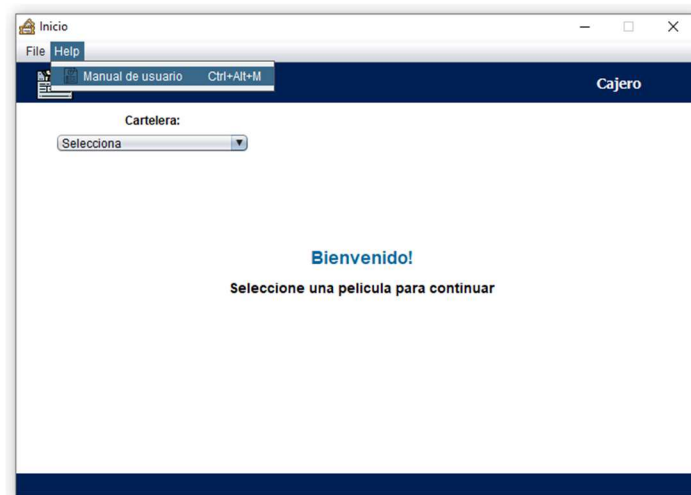 Inicio
File Help
Manual de usuario Ctrl+Alt+M
Cajero
Cartelera:
Selecciona
Bienvenido!
Seleccione una pelicula para continuar